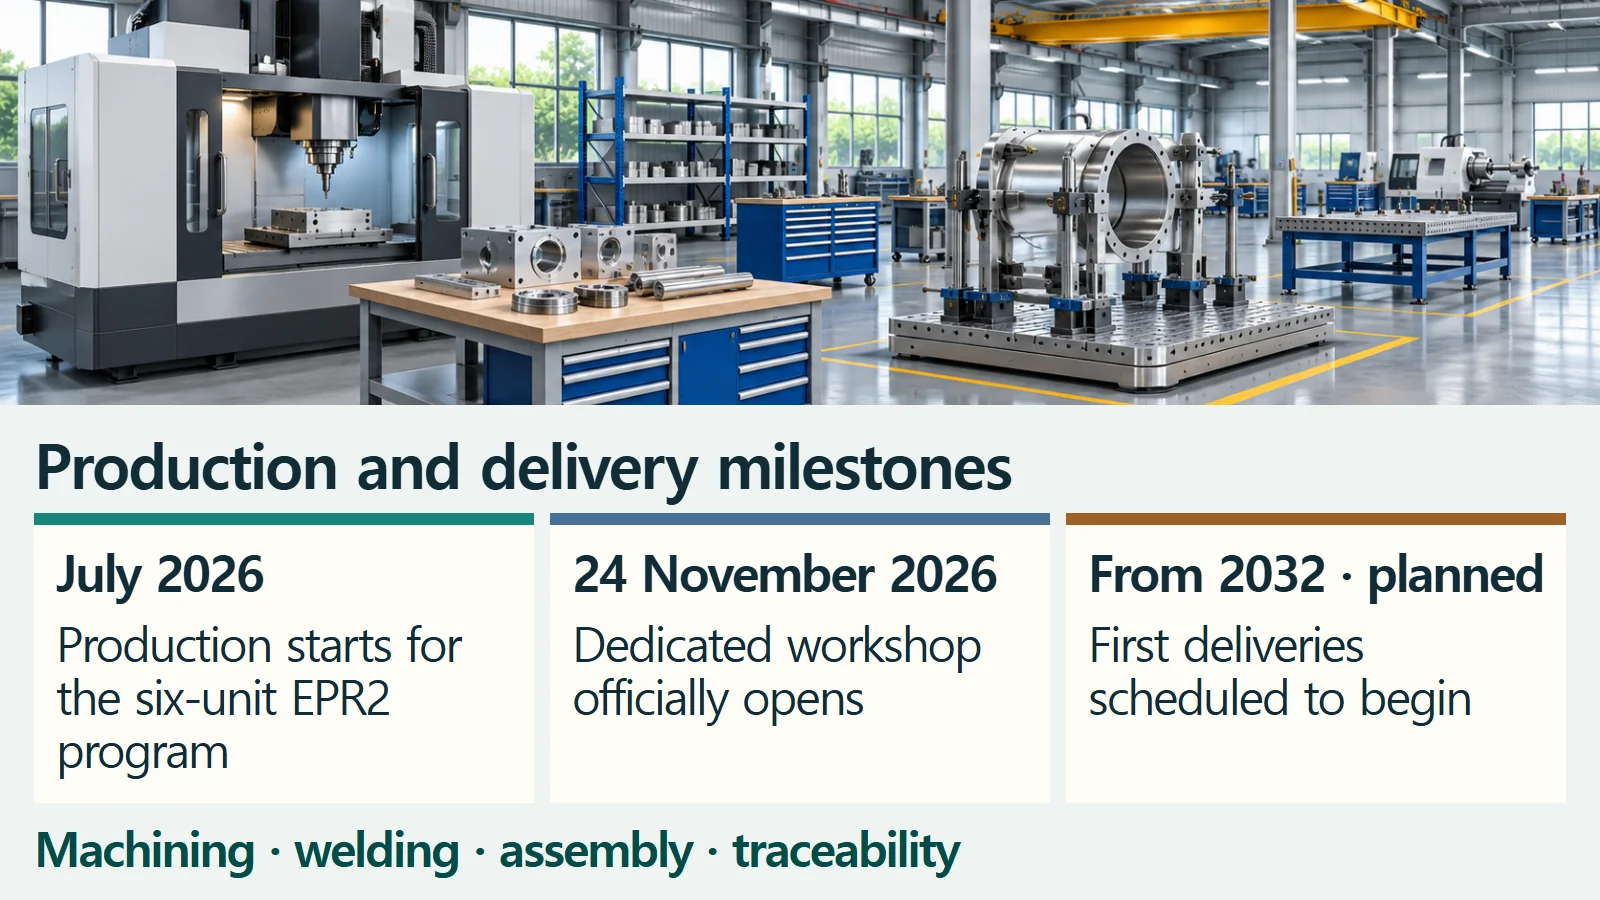 Production and delivery milestones
July 2026
Production starts for
the six-unit EPR2
program
24 November 2026
Dedicated workshop
officially opens
From 2032 · planned
First deliveries
scheduled to begin
Machining · welding · assembly · traceability